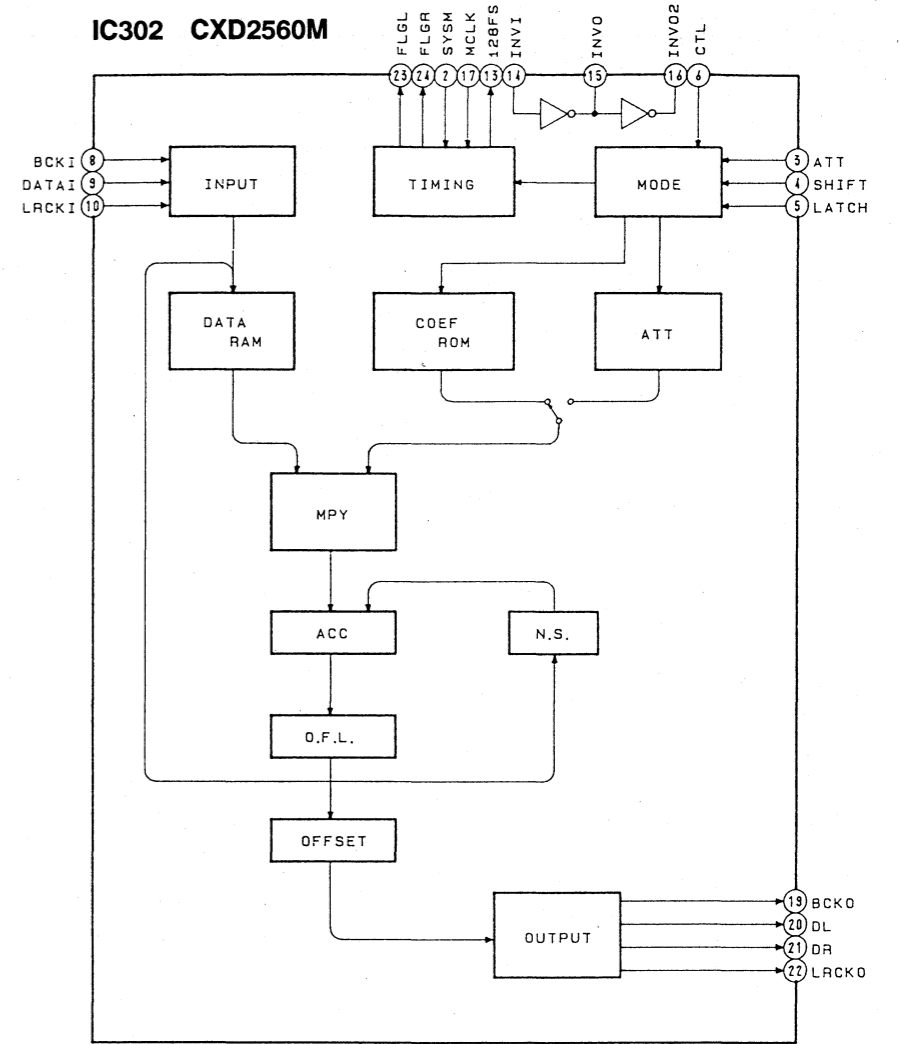 IC302 CXD2560M
FLGL
FLGR
SYSM
MCLK
128FS
INVI
INVO
INVO2
CTL
23
24
2
17
13
14
15
16
6
BCKI 8
DATAI 9
LRCKI 10
INPUT
TIMING
MODE
3 ATT
4 SHIFT
5 LATCH
DATA
RAM
COEF
ROM
ATT
MPY
ACC
N.S.
O.F.L.
OFFSET
OUTPUT
19 BCKO
20 DL
21 DR
22 LRCKO